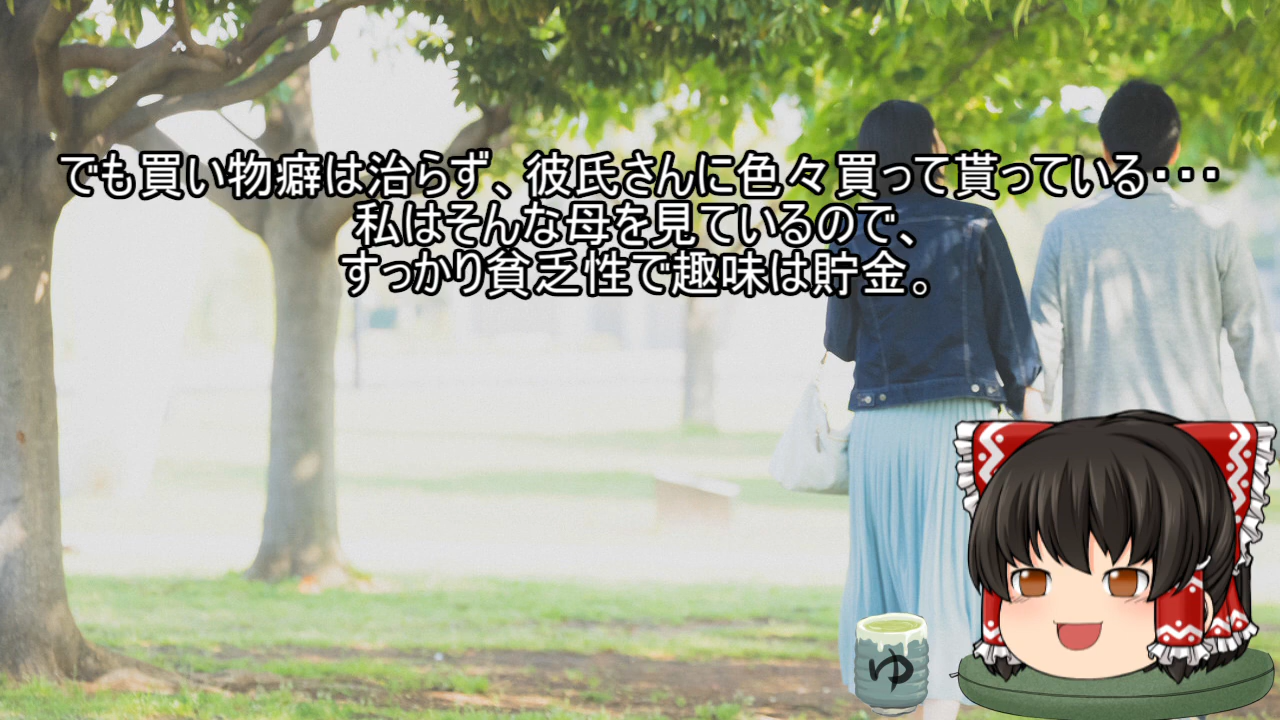 でも買い物癖は治らず、彼氏さんに色々買って貰っている・・・
私はそんな母を見ているので、
すっかり貧乏性で趣味は貯金。
ゆ